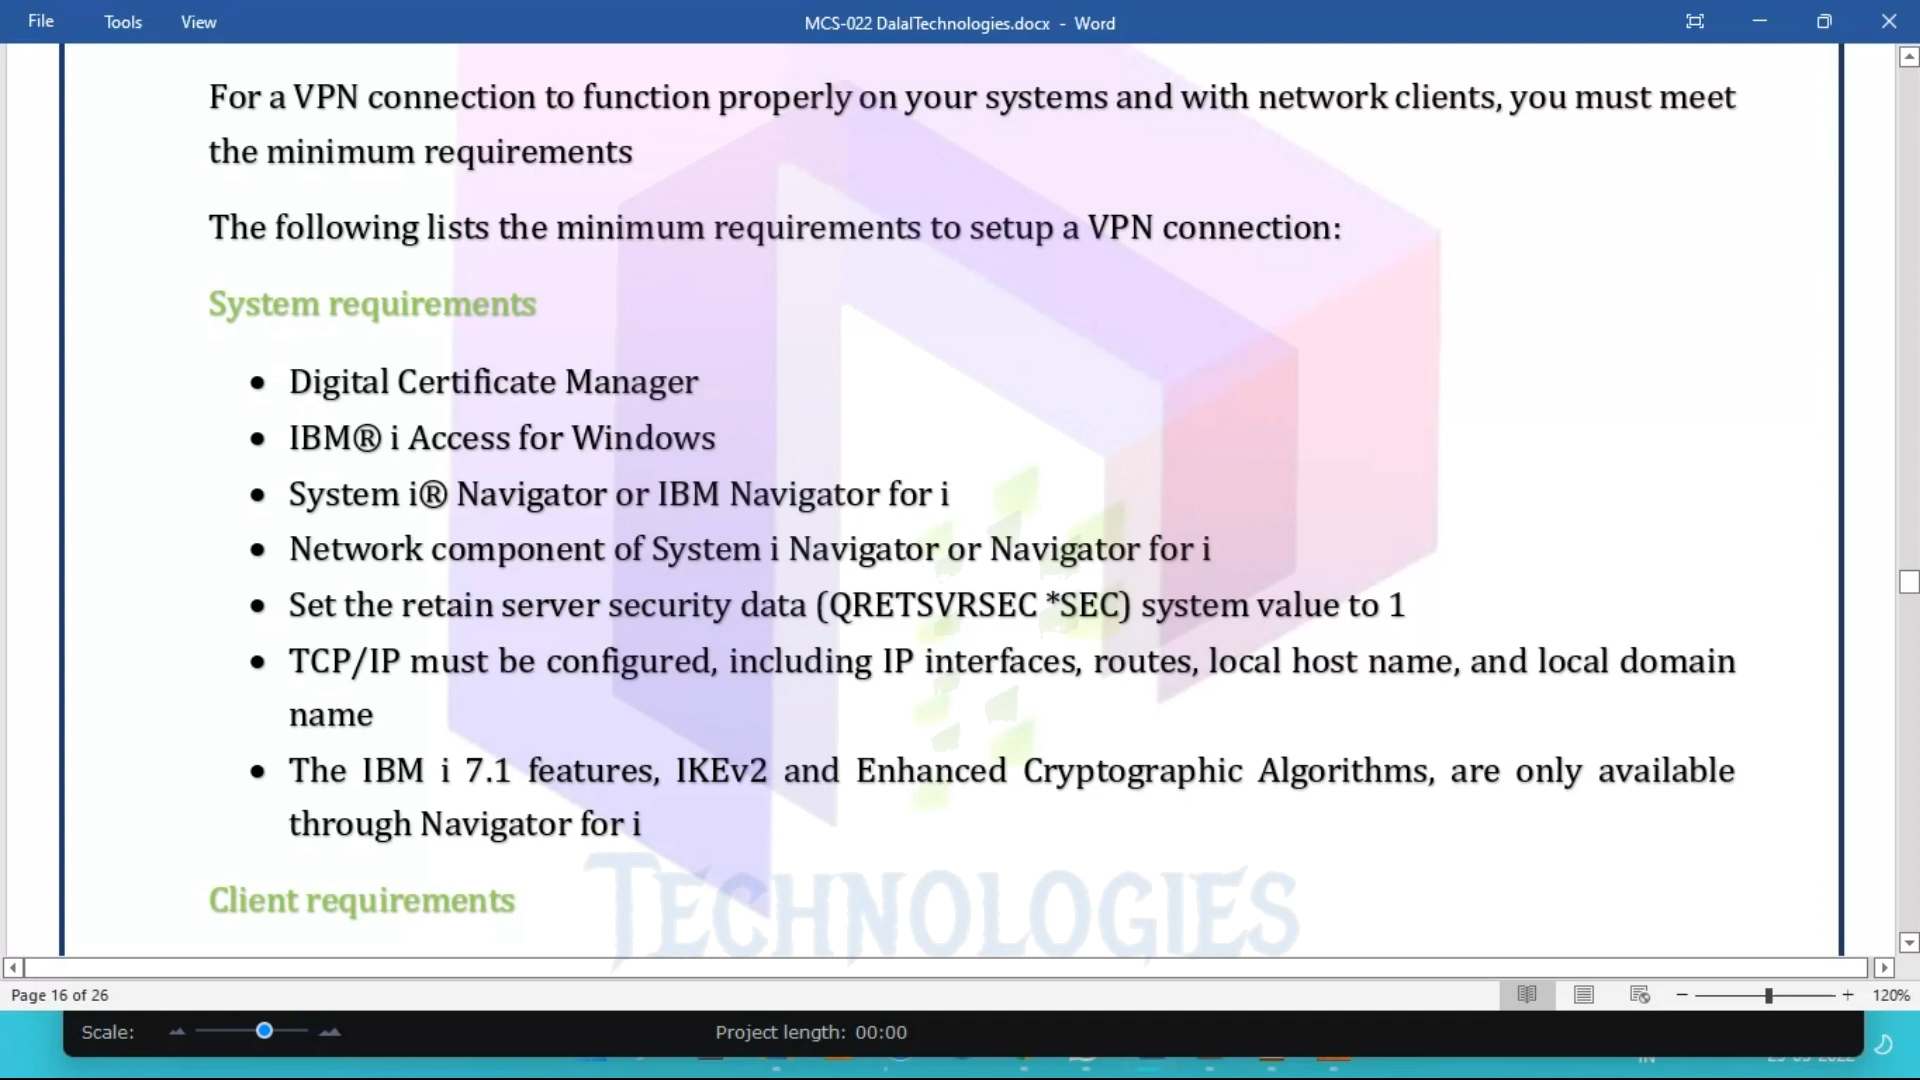 File Tools View MCS-022 DalalTechnologies.docx - Word
For a VPN connection to function properly on your systems and with network clients, you must meet
the minimum requirements
The following lists the minimum requirements to setup a VPN connection:
System requirements
• Digital Certificate Manager
• IBM® i Access for Windows
• System i® Navigator or IBM Navigator for i
• Network component of System i Navigator or Navigator for i
• Set the retain server security data (QRETSVRSEC *SEC) system value to 1
• TCP/IP must be configured, including IP interfaces, routes, local host name, and local domain
name
• The IBM i 7.1 features, IKEv2 and Enhanced Cryptographic Algorithms, are only available
through Navigator for i
Client requirements
TECHNOLOGIES
Page 16 of 26 120%
Scale: Project length: 00:00